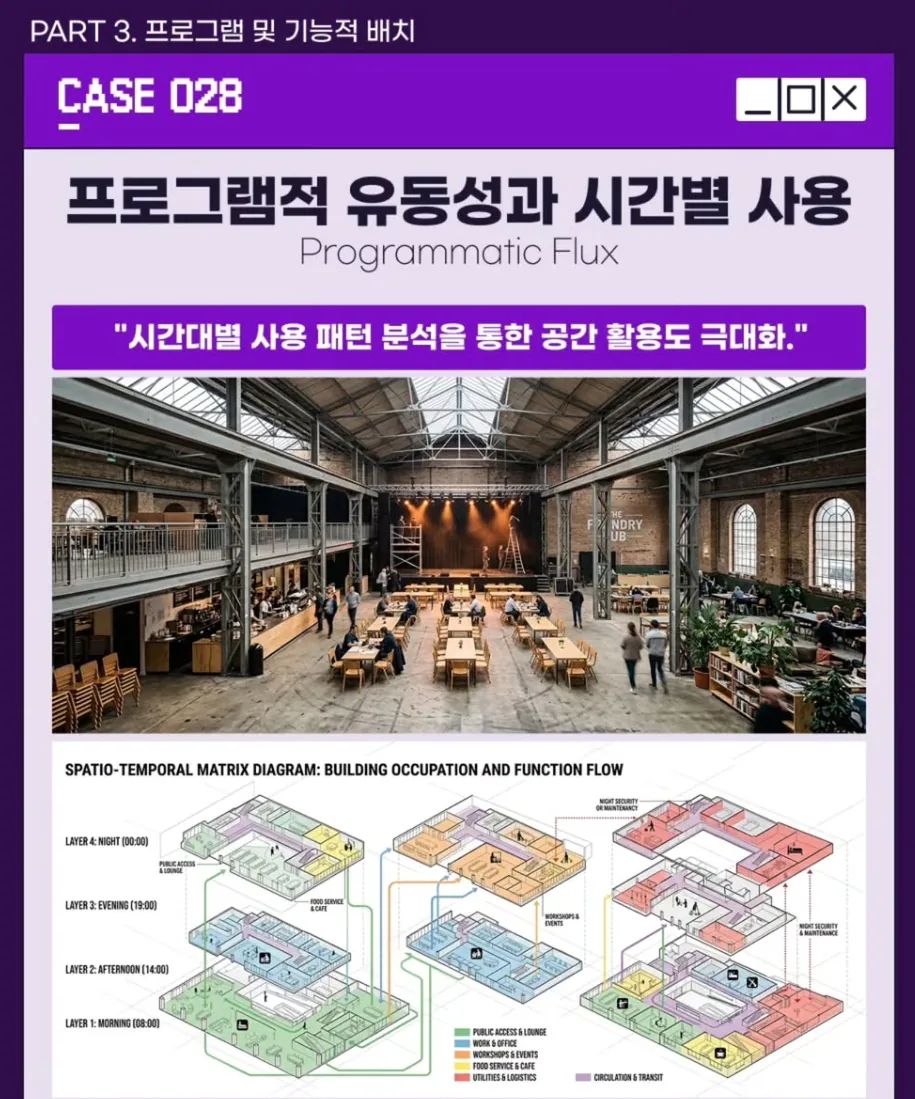 PART 3. 프로그램 및 기능적 배치
CASE 028
프로그램적 유동성과 시간별 사용
Programmatic Flux
"시간대별 사용 패턴 분석을 통한 공간 활용도 극대화."
THE
FOUNDRY
SPATIO-TEMPORAL MATRIX DIAGRAM: BUILDING OCCUPATION AND FUNCTION FLOW
NIGHT SECURITY
OR MAINTENANCY
LAYER 4: NIGHT (00:00)
PUBLIC ACCESS
& LOUNGE
LAYER 3: EVENING (19:00)
FOOD SERVICE
& CAFE
WORKSHOPS &
EVENTS
NIGHT SECURITY
& MAINTENANCE
LAYER 2: AFTERNOON (14:00)
LAYER 1: MORNING (08:00)
PUBLIC ACCESS & LOUNGE
WORK & OFFICE
WORKSHOPS & EVENTS
FOOD SERVICE & CAFE
UTILITIES & LOGISTICS
CIRCULATION & TRANSIT